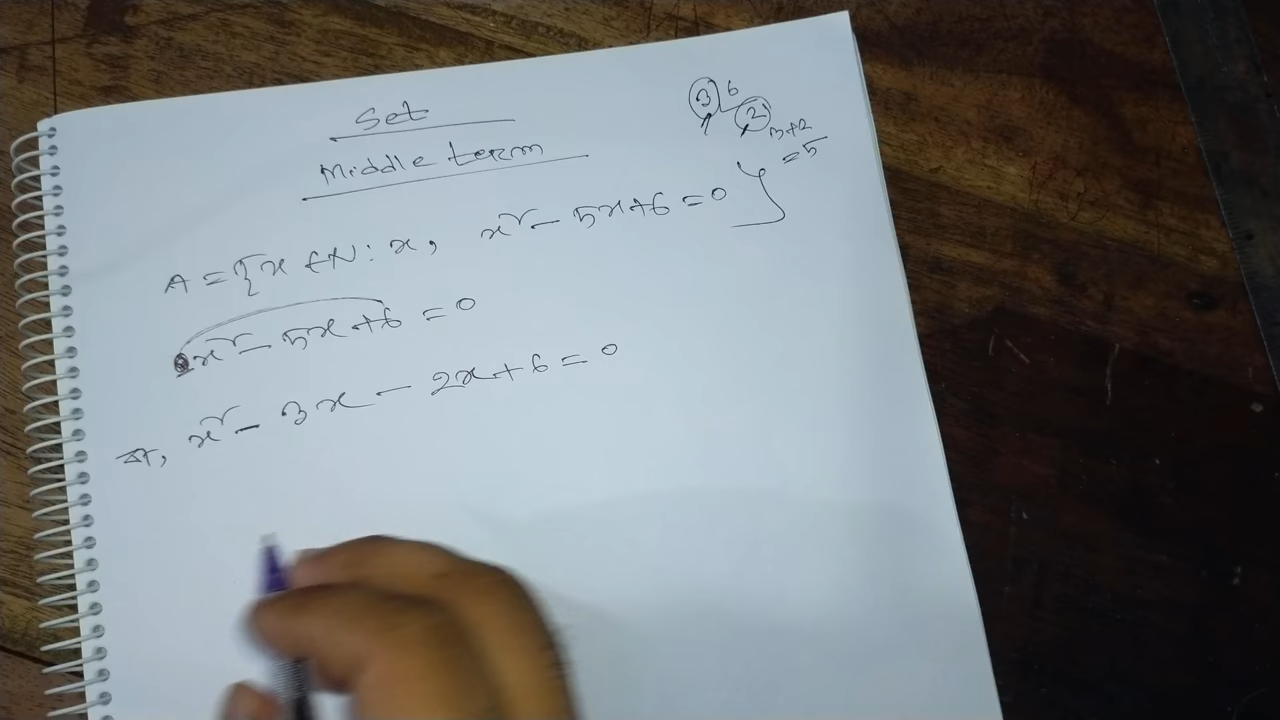 Set
Middle term
3 6
2
3+2
=5
A = {x ∈ N : x, x² - 5x + 6 = 0}
x² - 5x + 6 = 0
বা, x² - 3x - 2x + 6 = 0